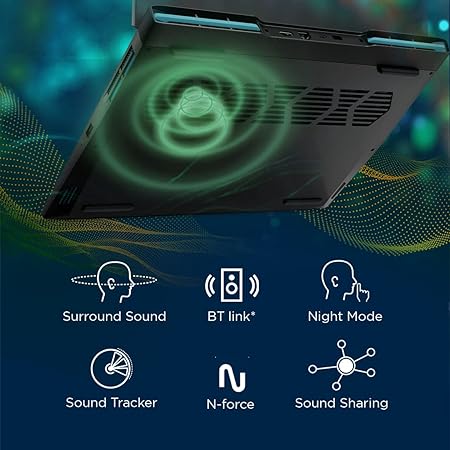 Surround Sound
BT link*
Night Mode
Sound Tracker
N-force
Sound Sharing